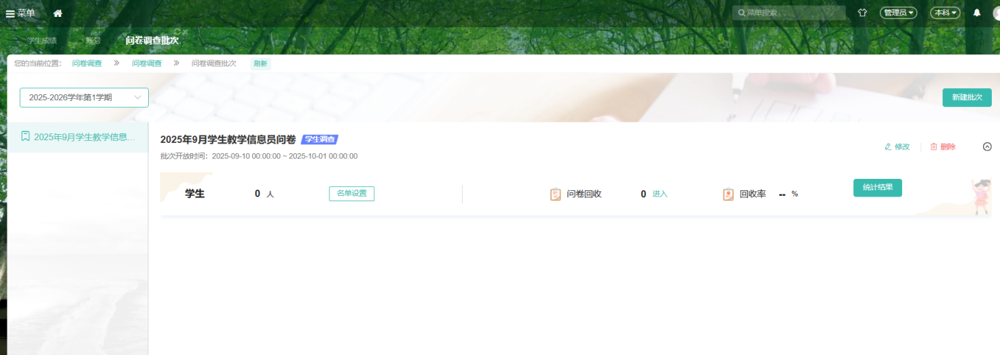 菜单
菜单搜索
管理员
本科
学生成绩 账号 问卷调查批次
您的当前位置： 问卷调查 » 问卷调查 » 问卷调查批次 刷新
2025-2026学年第1学期
新建批次
2025年9月学生教学信息...
2025年9月学生教学信息员问卷 学生调查
修改 删除
批次开放时间：2025-09-10 00:00:00 ~ 2025-10-01 00:00:00
学生 0 人 名单设置 问卷回收 0 进入 回收率 -- % 统计结果